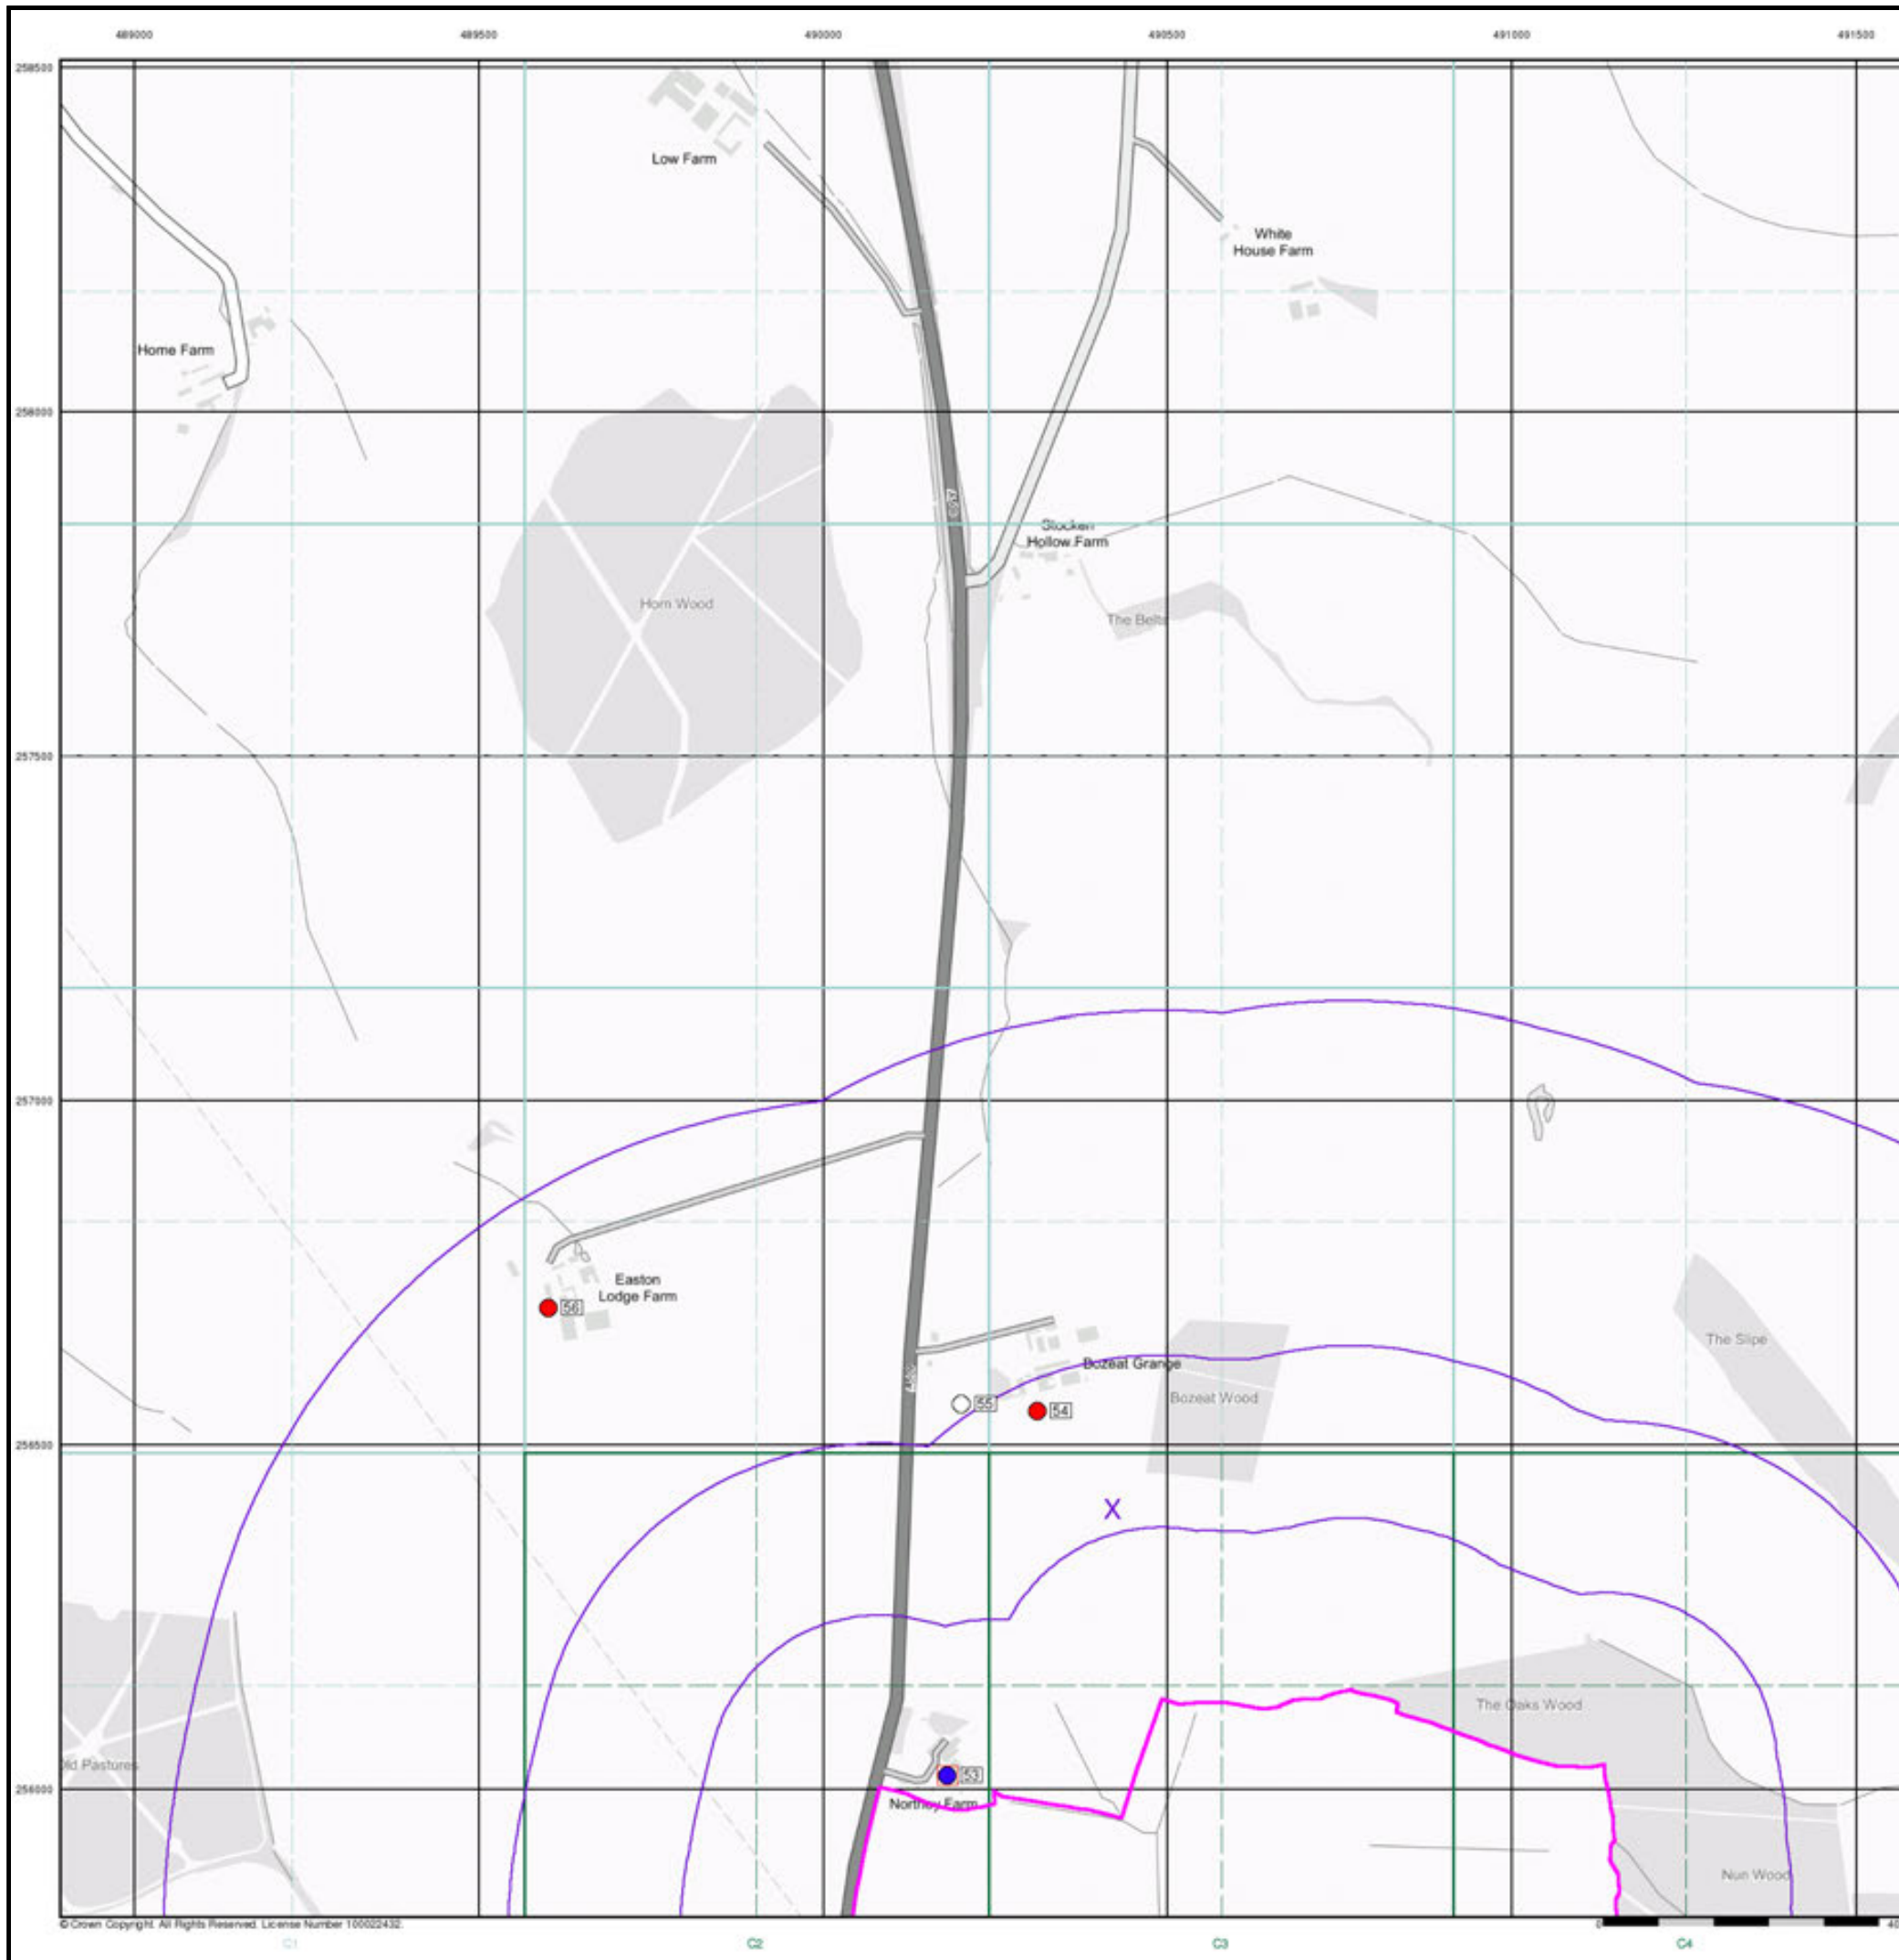 489000 489500 490000 490500 491000 491500
258500
Low Farm
White
House Farm
Home Farm
258000
Stocken
Hollow Farm
Horn Wood
The Belts
257500
257000
Easton
Lodge Farm
56
The Slipe
Bozeat Grange
Bozeat Wood
55
54
256500
X
The Oaks Wood
Old Pastures
53
256000
Northey Farm
Nun Wood
© Crown Copyright. All Rights Reserved. License Number 100022432.
0
C1 C2 C3 C4